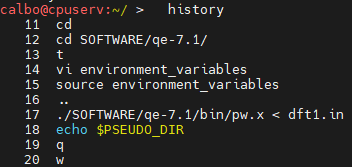 calbo@cpuserv:~/ >   history
11 cd
12 cd SOFTWARE/qe-7.1/
13 t
14 vi environment_variables
15 source environment_variables
16 ..
17 ./SOFTWARE/qe-7.1/bin/pw.x < dft1.in
18 echo $PSEUDO_DIR
19 q
20 w